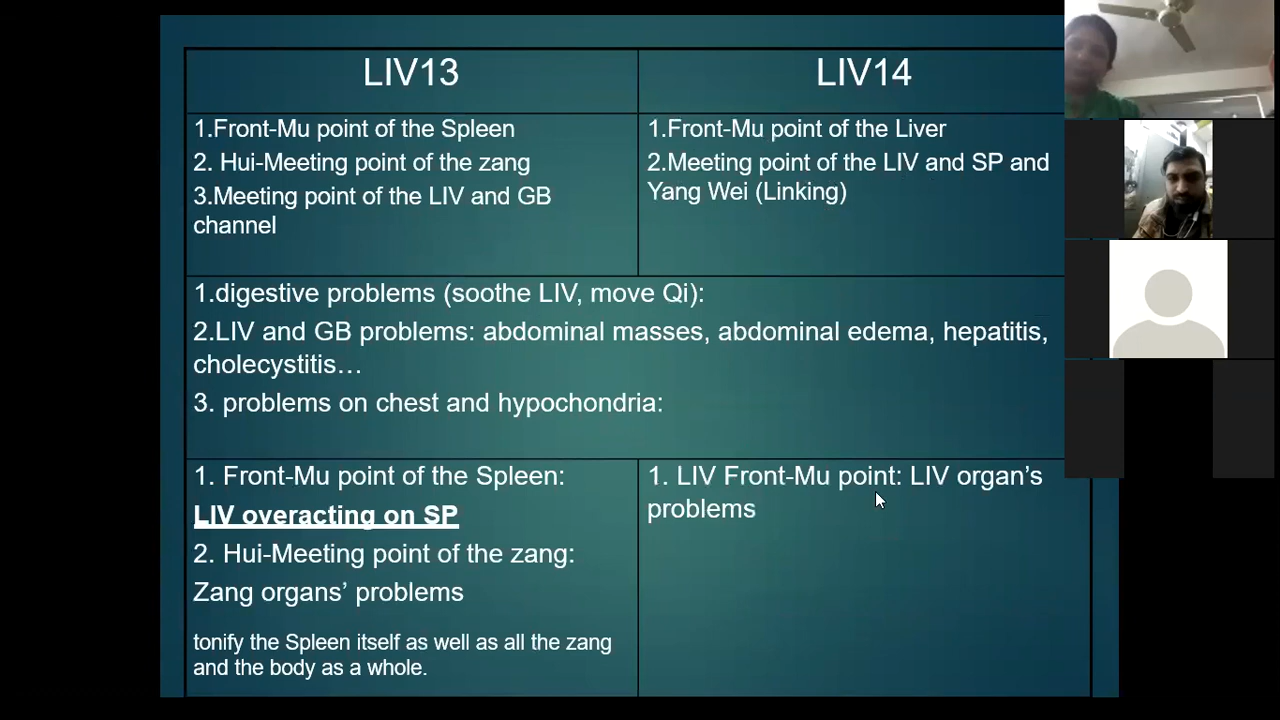 LIV13
LIV14
1.Front-Mu point of the Spleen
2. Hui-Meeting point of the zang
3.Meeting point of the LIV and GB
channel
1.Front-Mu point of the Liver
2.Meeting point of the LIV and SP and
Yang Wei (Linking)
1.digestive problems (soothe LIV, move Qi):
2.LIV and GB problems: abdominal masses, abdominal edema, hepatitis,
cholecystitis…
3. problems on chest and hypochondria:
1. Front-Mu point of the Spleen:
LIV overacting on SP
2. Hui-Meeting point of the zang:
Zang organs’ problems
tonify the Spleen itself as well as all the zang
and the body as a whole.
1. LIV Front-Mu point: LIV organ’s
problems